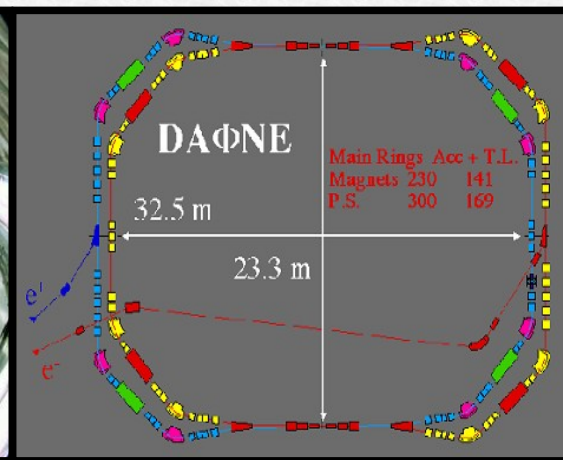 DAΦNE
Main Rings Acc + T.L.
Magnets 230 141
P.S. 300 169
32.5 m
23.3 m
e+
e-